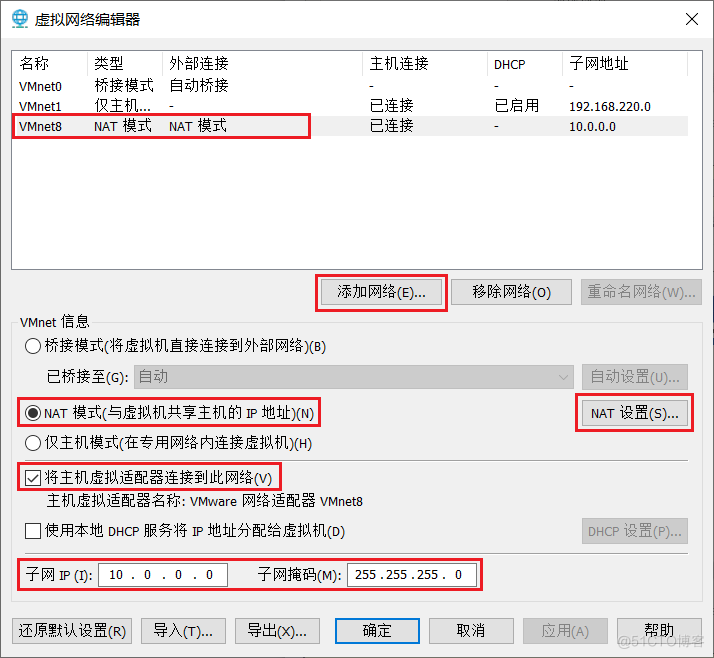 虚拟网络编辑器
名称 类型 外部连接 主机连接 DHCP 子网地址
VMnet0 桥接模式 自动桥接 - - -
VMnet1 仅主机... - 已连接 已启用 192.168.220.0
VMnet8 NAT 模式 NAT 模式 已连接 - 10.0.0.0
添加网络(E)... 移除网络(O) 重命名网络(W)...
VMnet 信息
桥接模式(将虚拟机直接连接到外部网络)(B)
已桥接至(G): 自动 自动设置(U)...
NAT 模式(与虚拟机共享主机的 IP 地址)(N) NAT 设置(S)...
仅主机模式(在专用网络内连接虚拟机)(H)
将主机虚拟适配器连接到此网络(V)
主机虚拟适配器名称: VMware 网络适配器 VMnet8
使用本地 DHCP 服务将 IP 地址分配给虚拟机(D) DHCP 设置(P)...
子网 IP (I): 10 . 0 . 0 . 0 子网掩码(M): 255 . 255 . 255 . 0
还原默认设置(R) 导入(T)... 导出(X)... 确定 取消 应用(A) 帮助
@51CTO博客